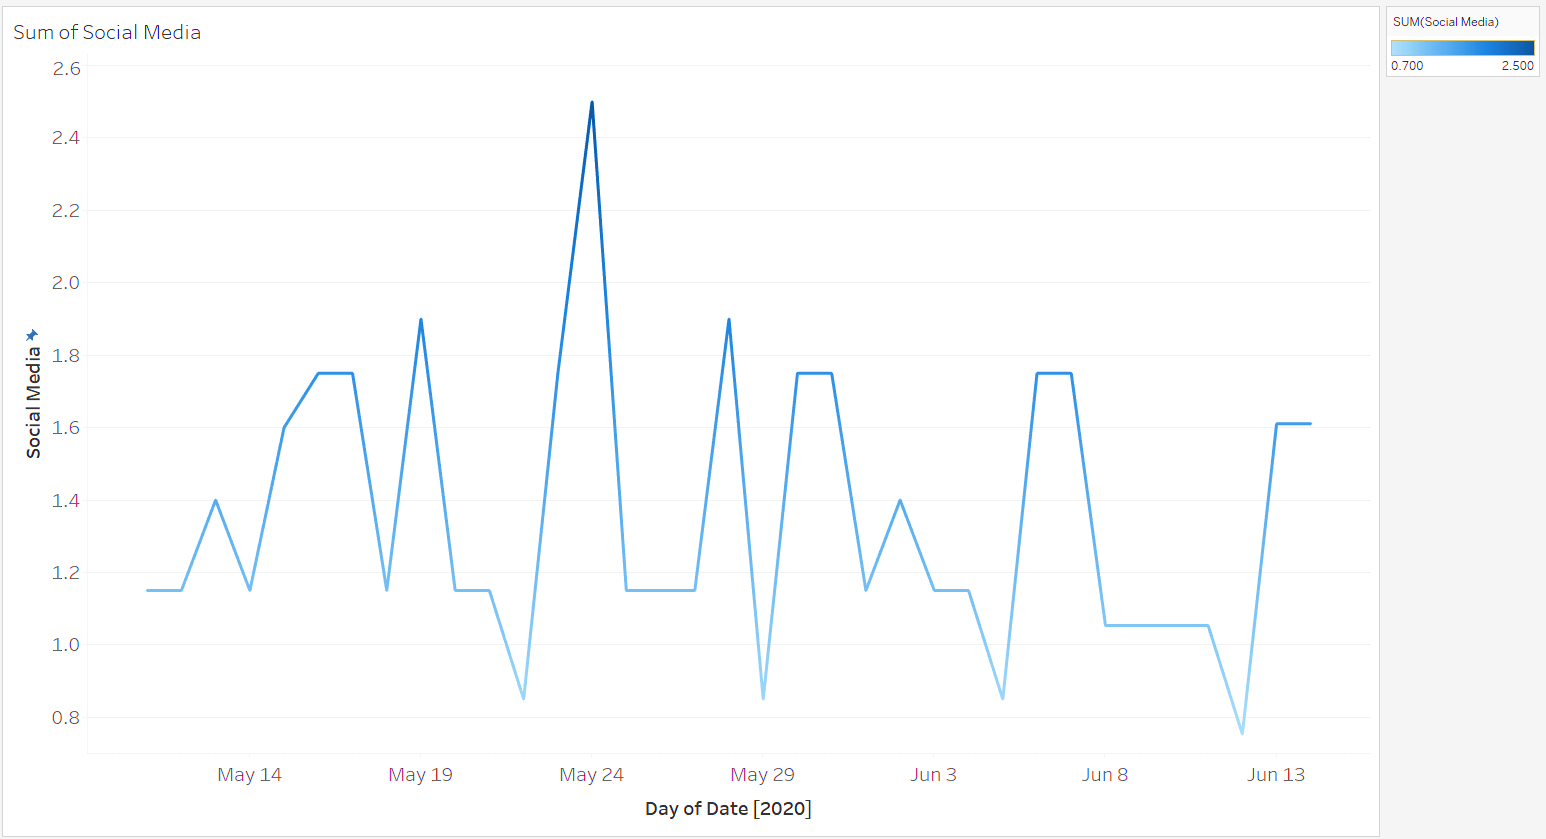 Sum of Social Media
SUM(Social Media)
0.700 2.500
2.6
2.4
2.2
2.0
1.8
1.6
1.4
1.2
1.0
0.8
Social Media
May 14 May 19 May 24 May 29 Jun 3 Jun 8 Jun 13
Day of Date [2020]